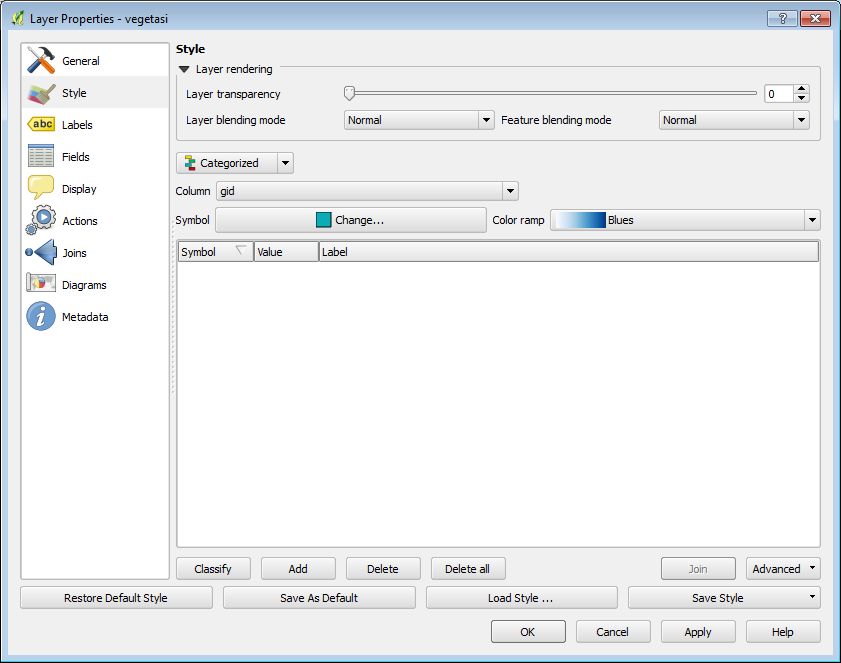 Layer Properties - vegetasi
General
Style
Labels
Fields
Display
Actions
Joins
Diagrams
Metadata
Style
Layer rendering
Layer transparency
0
Layer blending mode
Normal
Feature blending mode
Normal
Categorized
Column
gid
Symbol
Change...
Color ramp
Blues
Symbol
Value
Label
Classify
Add
Delete
Delete all
Join
Advanced
Restore Default Style
Save As Default
Load Style ...
Save Style
OK
Cancel
Apply
Help
abc
i
?